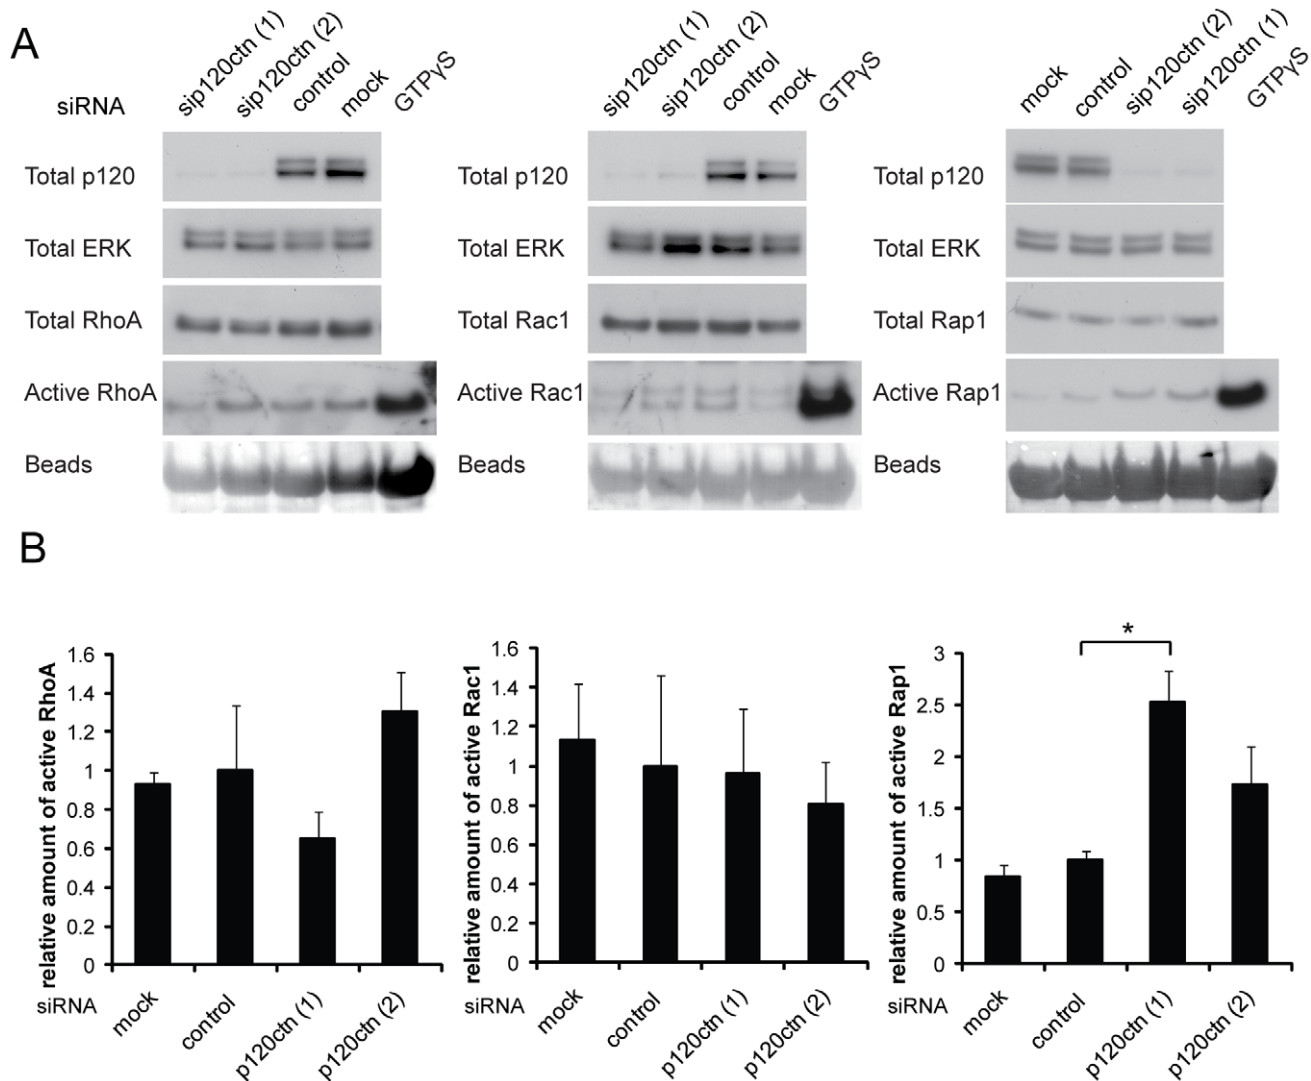 A
siRNA
sip120ctn (1)
sip120ctn (2)
control
mock
GTPγS
Total p120
Total ERK
Total RhoA
Active RhoA
Beads
sip120ctn (1)
sip120ctn (2)
control
mock
GTPγS
Total p120
Total ERK
Total Rac1
Active Rac1
Beads
mock
control
sip120ctn (2)
sip120ctn (1)
GTPγS
Total p120
Total ERK
Total Rap1
Active Rap1
Beads
B
relative amount of active RhoA
1.6
1.4
1.2
1
0.8
0.6
0.4
0.2
0
siRNA
mock
control
p120ctn (1)
p120ctn (2)
relative amount of active Rac1
1.6
1.4
1.2
1
0.8
0.6
0.4
0.2
0
mock
control
p120ctn (1)
p120ctn (2)
relative amount of active Rap1
*
3
2.5
2
1.5
1
0.5
0
siRNA
mock
control
p120ctn (1)
p120ctn (2)